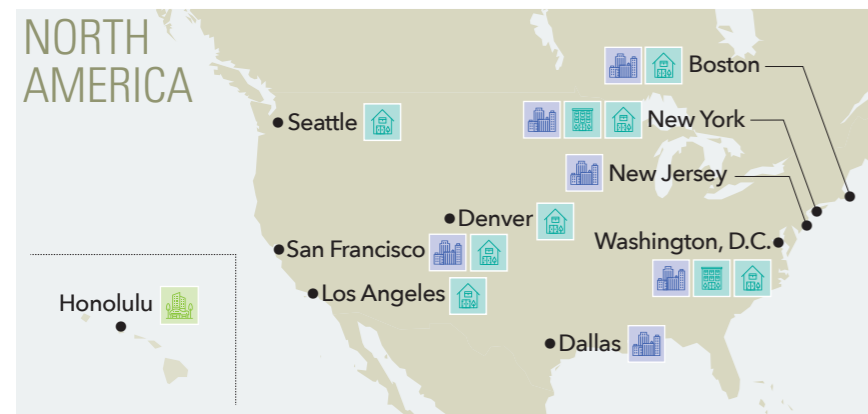 NORTH
AMERICA
Boston
Seattle
New York
New Jersey
Denver
San Francisco
Washington, D.C.
Los Angeles
Honolulu
Dallas